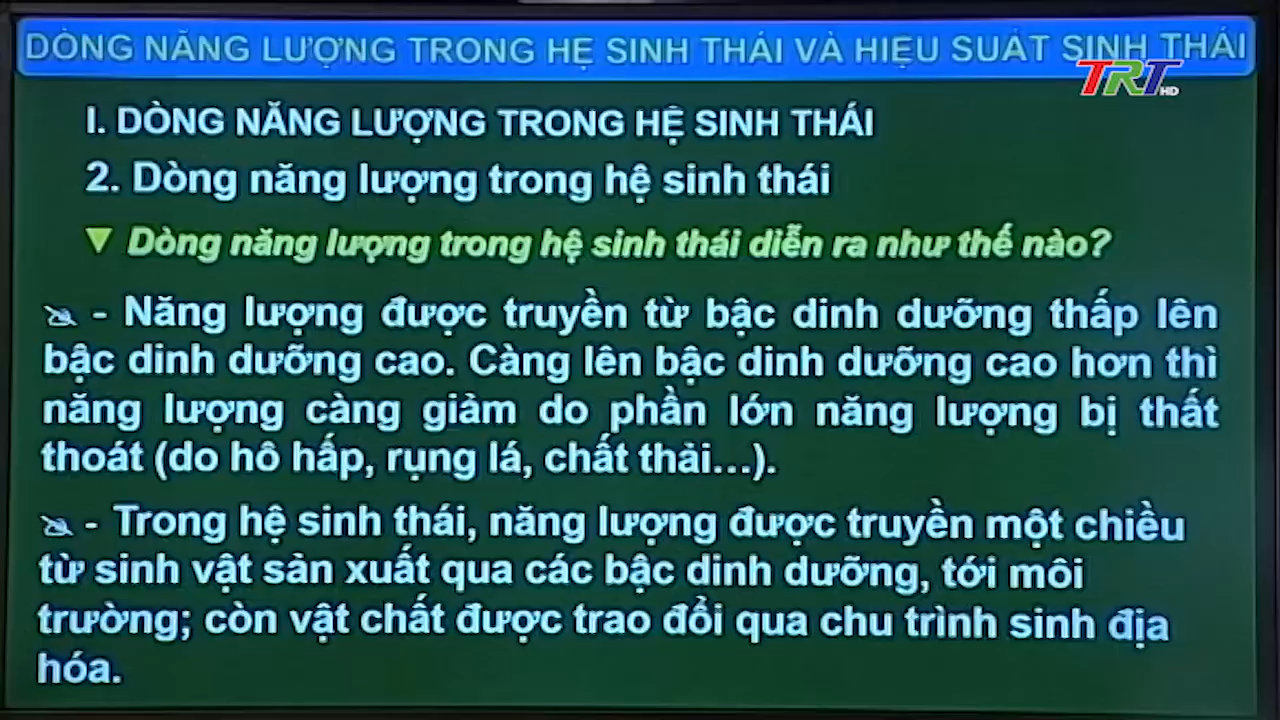 DÒNG NĂNG LƯỢNG TRONG HỆ SINH THÁI VÀ HIỆU SUẤT SINH THÁI
TRT HD
I. DÒNG NĂNG LƯỢNG TRONG HỆ SINH THÁI
2. Dòng năng lượng trong hệ sinh thái
▼ Dòng năng lượng trong hệ sinh thái diễn ra như thế nào?
- Năng lượng được truyền từ bậc dinh dưỡng thấp lên
bậc dinh dưỡng cao. Càng lên bậc dinh dưỡng cao hơn thì
năng lượng càng giảm do phần lớn năng lượng bị thất
thoát (do hô hấp, rụng lá, chất thải...).
- Trong hệ sinh thái, năng lượng được truyền một chiều
từ sinh vật sản xuất qua các bậc dinh dưỡng, tới môi
trường; còn vật chất được trao đổi qua chu trình sinh địa
hóa.